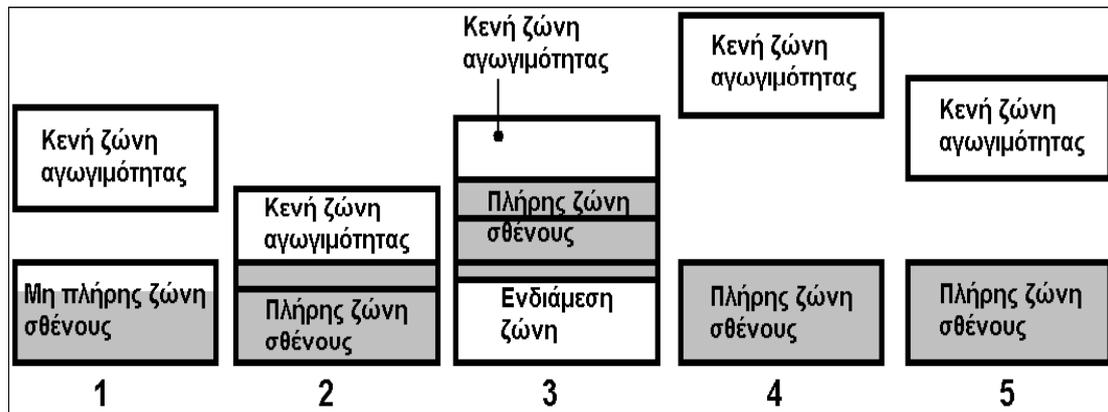 Κενή ζώνη
αγωγιμότητας
Μη πλήρης ζώνη
σθένους
1
Κενή ζώνη
αγωγιμότητας
Πλήρης ζώνη
σθένους
2
Κενή ζώνη
αγωγιμότητας
Πλήρης ζώνη
σθένους
Ενδιάμεση
ζώνη
3
Κενή ζώνη
αγωγιμότητας
Πλήρης ζώνη
σθένους
4
Κενή ζώνη
αγωγιμότητας
Πλήρης ζώνη
σθένους
5